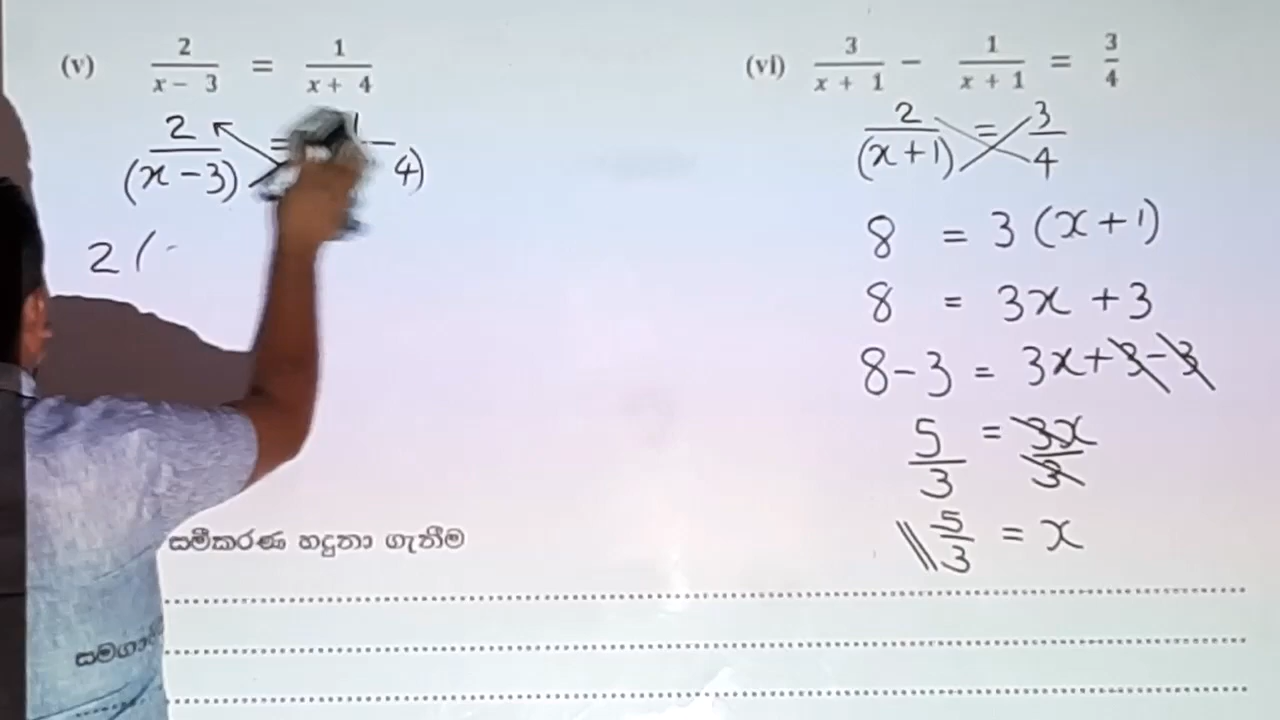 (v) 2/(x - 3) = 1/(x + 4)
2/(x - 3) = 1/ 4)
2 (
(vi) 3/(x + 1) - 1/(x + 1) = 3/4
2/(x + 1) = 3/4
8 = 3 (x + 1)
8 = 3x + 3
8 - 3 = 3x + 3 - 3
5/3 = 3x/3
5/3 = x
සමීකරණ හඳුනා ගැනීම